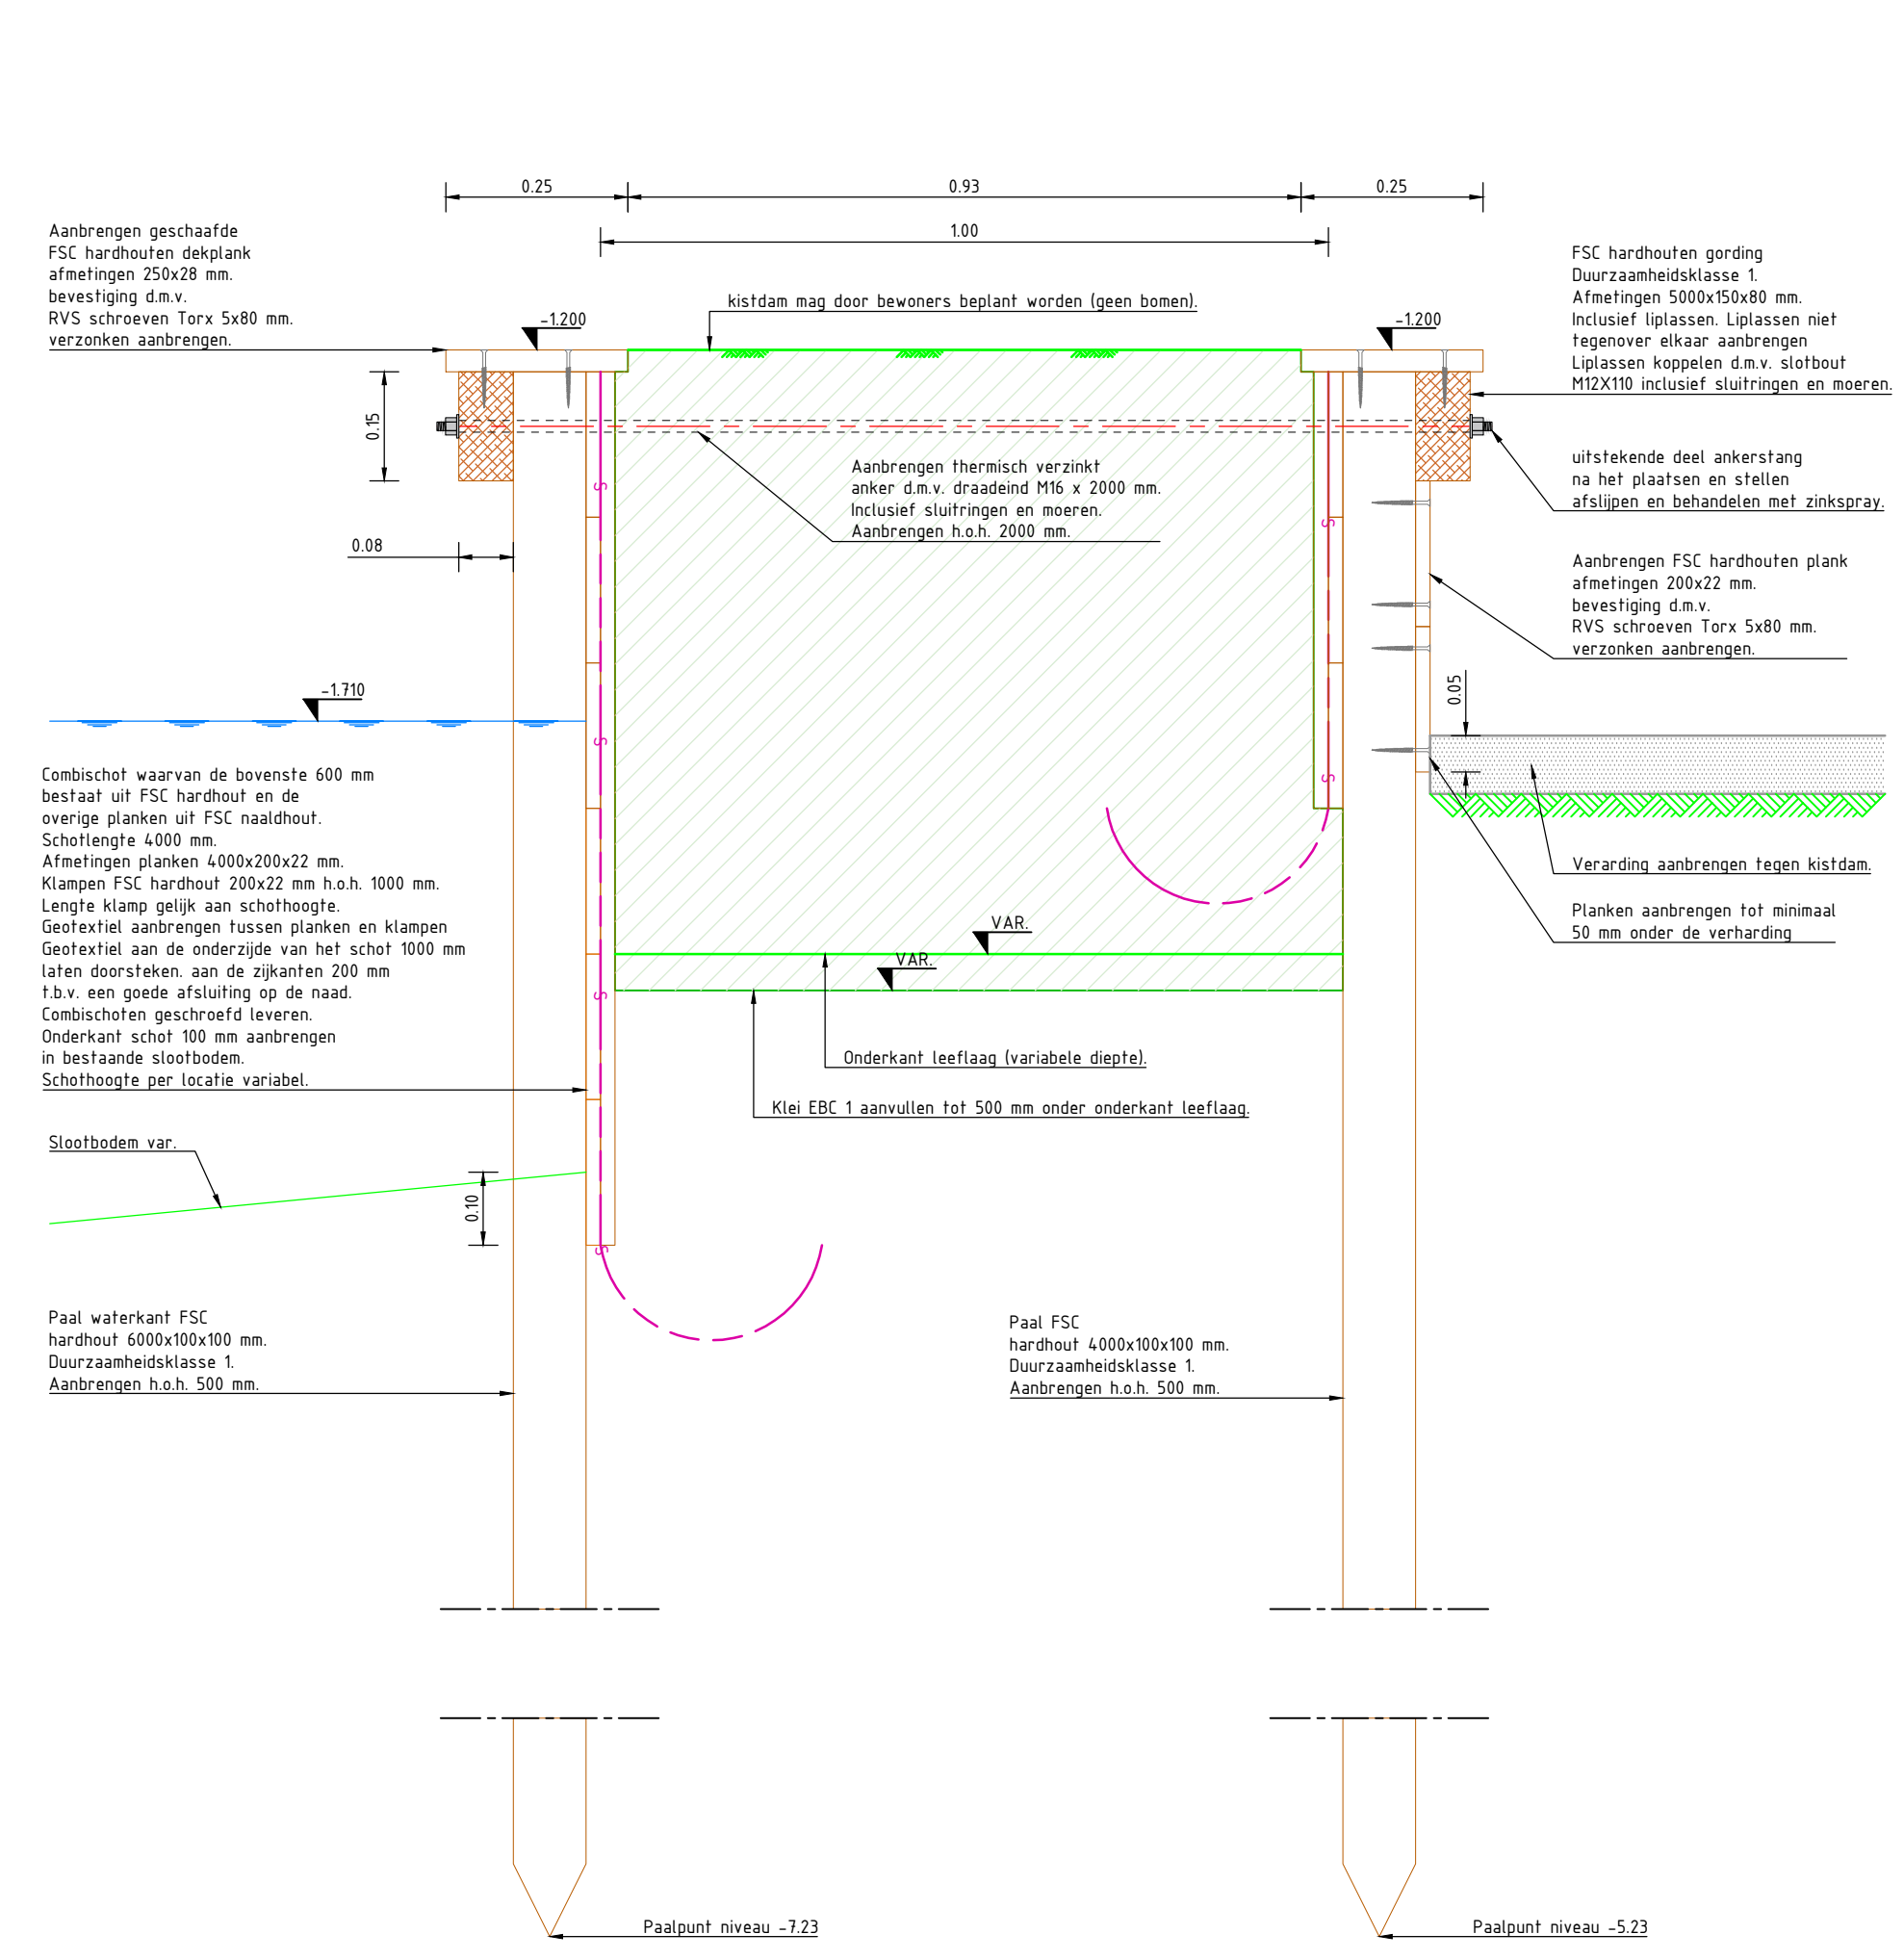 0.25
0.93
0.25
1.00
Aanbrengen geschaafde
FSC hardhouten dekplank
afmetingen 250x28 mm.
bevestiging d.m.v.
RVS schroeven Torx 5x80 mm.
verzonken aanbrengen.
kistdam mag door bewoners beplant worden (geen bomen).
-1.200
-1.200
FSC hardhouten gording
Duurzaamheidsklasse 1.
Afmetingen 5000x150x80 mm.
Inclusief liplassen. Liplassen niet
tegenover elkaar aanbrengen
Liplassen koppelen d.m.v. slotbout
M12X110 inclusief sluitringen en moeren.
0.15
Aanbrengen thermisch verzinkt
anker d.m.v. draadeind M16 x 2000 mm.
Inclusief sluitringen en moeren.
Aanbrengen h.o.h. 2000 mm.
uitstekende deel ankerstang
na het plaatsen en stellen
afslijpen en behandelen met zinkspray.
S
S
0.08
Aanbrengen FSC hardhouten plank
afmetingen 200x22 mm.
bevestiging d.m.v.
RVS schroeven Torx 5x80 mm.
verzonken aanbrengen.
-1.710
0.05
S
S
Combischot waarvan de bovenste 600 mm
bestaat uit FSC hardhout en de
overige planken uit FSC naaldhout.
Schotlengte 4000 mm.
Afmetingen planken 4000x200x22 mm.
Klampen FSC hardhout 200x22 mm h.o.h. 1000 mm.
Lengte klamp gelijk aan schothoogte.
Geotextiel aanbrengen tussen planken en klampen
Geotextiel aan de onderzijde van het schot 1000 mm
laten doorsteken. aan de zijkanten 200 mm
t.b.v. een goede afsluiting op de naad.
Combischoten geschroefd leveren.
Onderkant schot 100 mm aanbrengen
in bestaande slootbodem.
Schothoogte per locatie variabel.
Verarding aanbrengen tegen kistdam.
Planken aanbrengen tot minimaal
50 mm onder de verharding
VAR.
VAR.
S
Onderkant leeflaag (variabele diepte).
Klei EBC 1 aanvullen tot 500 mm onder onderkant leeflaag.
Slootbodem var.
0.10
S
Paal waterkant FSC
hardhout 6000x100x100 mm.
Duurzaamheidsklasse 1.
Aanbrengen h.o.h. 500 mm.
Paal FSC
hardhout 4000x100x100 mm.
Duurzaamheidsklasse 1.
Aanbrengen h.o.h. 500 mm.
Paalpunt niveau -7.23
Paalpunt niveau -5.23